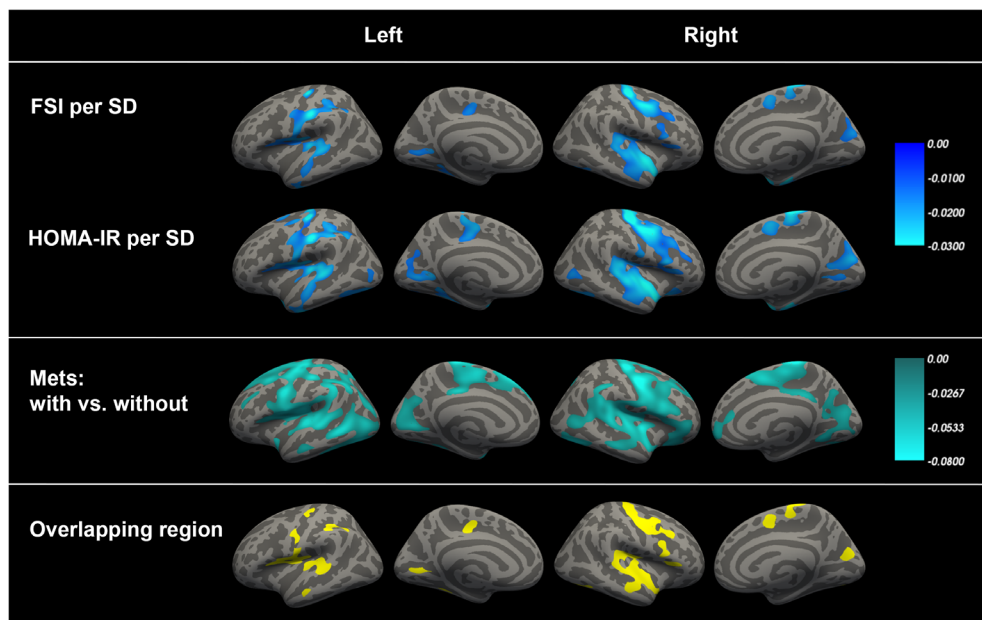 Left Right
FSI per SD
0.00
-0.0100
-0.0200
-0.0300
HOMA-IR per SD
Mets:
with vs. without
0.00
-0.0267
-0.0533
-0.0800
Overlapping region